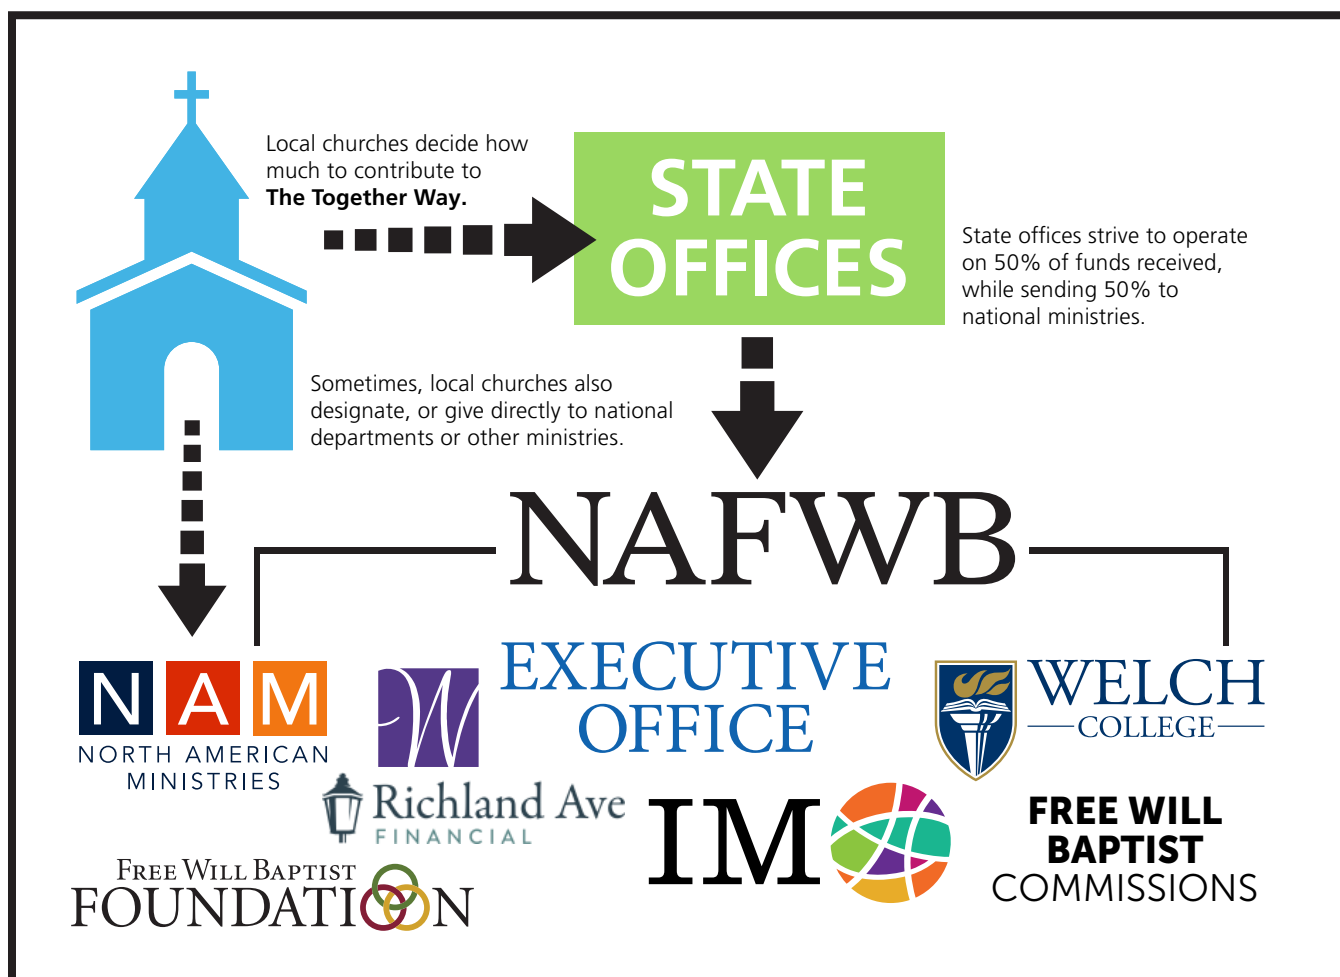 Local churches decide how
much to contribute to
The Together Way.
STATE
OFFICES
State offices strive to operate
on 50% of funds received,
while sending 50% to
national ministries.
Sometimes, local churches also
designate, or give directly to national
departments or other ministries.
NAFWB
NAM
NORTH AMERICAN
MINISTRIES
W
EXECUTIVE
OFFICE
WELCH
COLLEGE
Richland Ave
FINANCIAL
IM
FREE WILL
BAPTIST
COMMISSIONS
FREE WILL BAPTIST
FOUNDATION